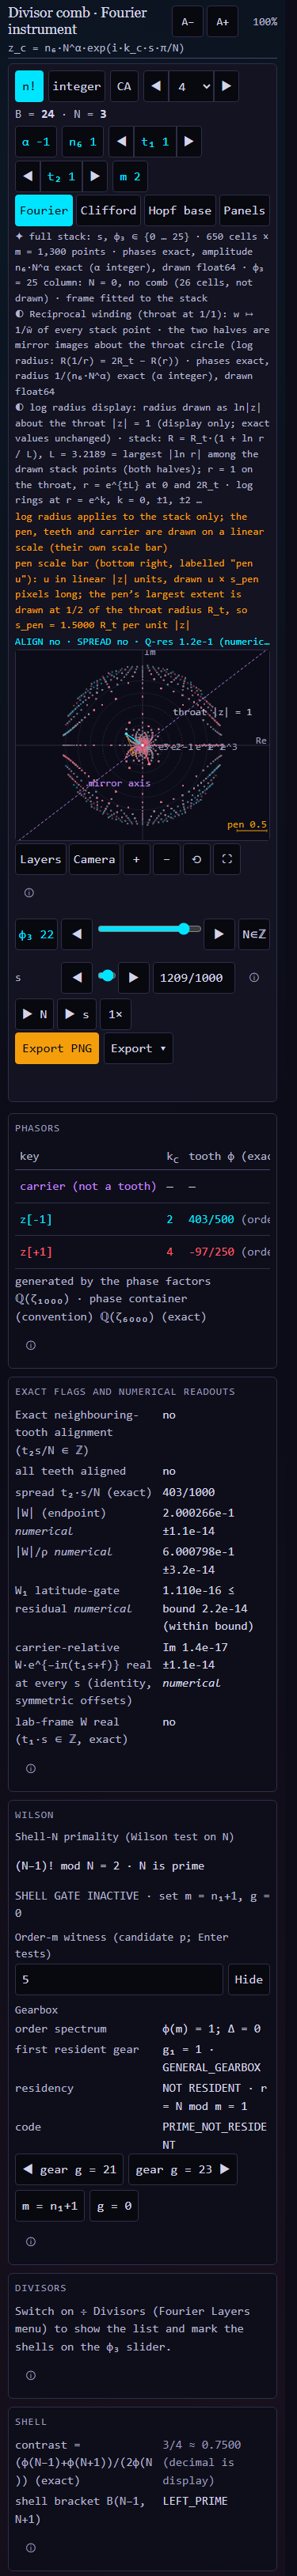 Divisor comb · Fourier
instrument
A− A+ 100%
z_c = n₆·N^α·exp(i·k_c·s·π/N)
n! integer CA ◀ 4 ▶
B = 24 · N = 3
α -1 n₆ 1 ◀ t₁ 1 ▶
◀ t₂ 1 ▶ m 2
Fourier Clifford Hopf base Panels
✦ full stack: s, ϕ₃ ∈ {0 … 25} · 650 cells ×
m = 1,300 points · phases exact, amplitude
n₆·N^α exact (α integer), drawn float64 · ϕ₃
= 25 column: N = 0, no comb (26 cells, not
drawn) · frame fitted to the stack
◐ Reciprocal winding (throat at 1/1): w ↦
1/w̄ of every stack point · the two halves are
mirror images about the throat circle (log
radius: R(1/r) = 2R_t − R(r)) · phases exact,
radius 1/(n₆·N^α) exact (α integer), drawn
float64
◐ log radius display: radius drawn as ln|z|
about the throat |z| = 1 (display only; exact
values unchanged) · stack: R = R_t·(1 + ln r
/ L), L = 3.2189 = largest |ln r| among the
drawn stack points (both halves); r = 1 on
the throat, r = e^{±L} at 0 and 2R_t · log
rings at r = e^k, k = 0, ±1, ±2 …
log radius applies to the stack only; the
pen, teeth and carrier are drawn on a linear
scale (their own scale bar)
pen scale bar (bottom right, labelled "pen
u"): u in linear |z| units, drawn u × s_pen
pixels long; the pen’s largest extent is
drawn at 1/2 of the throat radius R_t, so
s_pen = 1.5000 R_t per unit |z|
ALIGN no · SPREAD no · Q-res 1.2e-1 (numeric…
Im
throat |z| = 1
Re
mirror axis
pen 0.5
Layers Camera + − ⟲ ⛶
ⓘ
ϕ₃ 22 ◀ ▶ N∈ℤ
s ◀ ▶ 1209/1000 ⓘ
▶ N ▶ s 1×
Export PNG Export ▾
PHASORS
key k_C tooth ϕ (exac
carrier (not a tooth) — —
z[-1] 2 403/500 (orde
z[+1] 4 -97/250 (orde
generated by the phase factors
ℚ(ζ₁₀₀₀) · phase container
(convention) ℚ(ζ₆₀₀₀) (exact)
ⓘ
EXACT FLAGS AND NUMERICAL READOUTS
Exact neighbouring- no
tooth alignment
(t₂s/N ∈ ℤ)
all teeth aligned no
spread t₂·s/N (exact) 403/1000
|W| (endpoint) 2.000266e-1
numerical ±1.1e-14
|W|/ρ numerical 6.000798e-1
±3.2e-14
W₁ latitude-gate 1.110e-16 ≤
residual numerical bound 2.2e-14
(within bound)
carrier-relative Im 1.4e-17
W·e^{−iπ(t₁s+f)} real ±1.1e-14
at every s (identity, numerical
symmetric offsets)
lab-frame W real no
(t₁·s ∈ ℤ, exact)
ⓘ
WILSON
Shell-N primality (Wilson test on N)
(N−1)! mod N = 2 · N is prime
SHELL GATE INACTIVE · set m = n₁+1, g =
0
Order-m witness (candidate p; Enter
tests)
5 Hide
Gearbox
order spectrum ϕ(m) = 1; Δ = 0
first resident gear g₁ = 1 ·
GENERAL_GEARBOX
residency NOT RESIDENT · r
= N mod m = 1
code PRIME_NOT_RESIDE
NT
◀ gear g = 21 gear g = 23 ▶
m = n₁+1 g = 0
ⓘ
DIVISORS
Switch on ÷ Divisors (Fourier Layers
menu) to show the list and mark the
shells on the ϕ₃ slider.
ⓘ
SHELL
contrast = 3/4 ≈ 0.7500
(ϕ(N−1)+ϕ(N+1))/(2ϕ(N (decimal is
)) (exact) display)
shell bracket B(N−1, LEFT_PRIME
N+1)
ⓘ